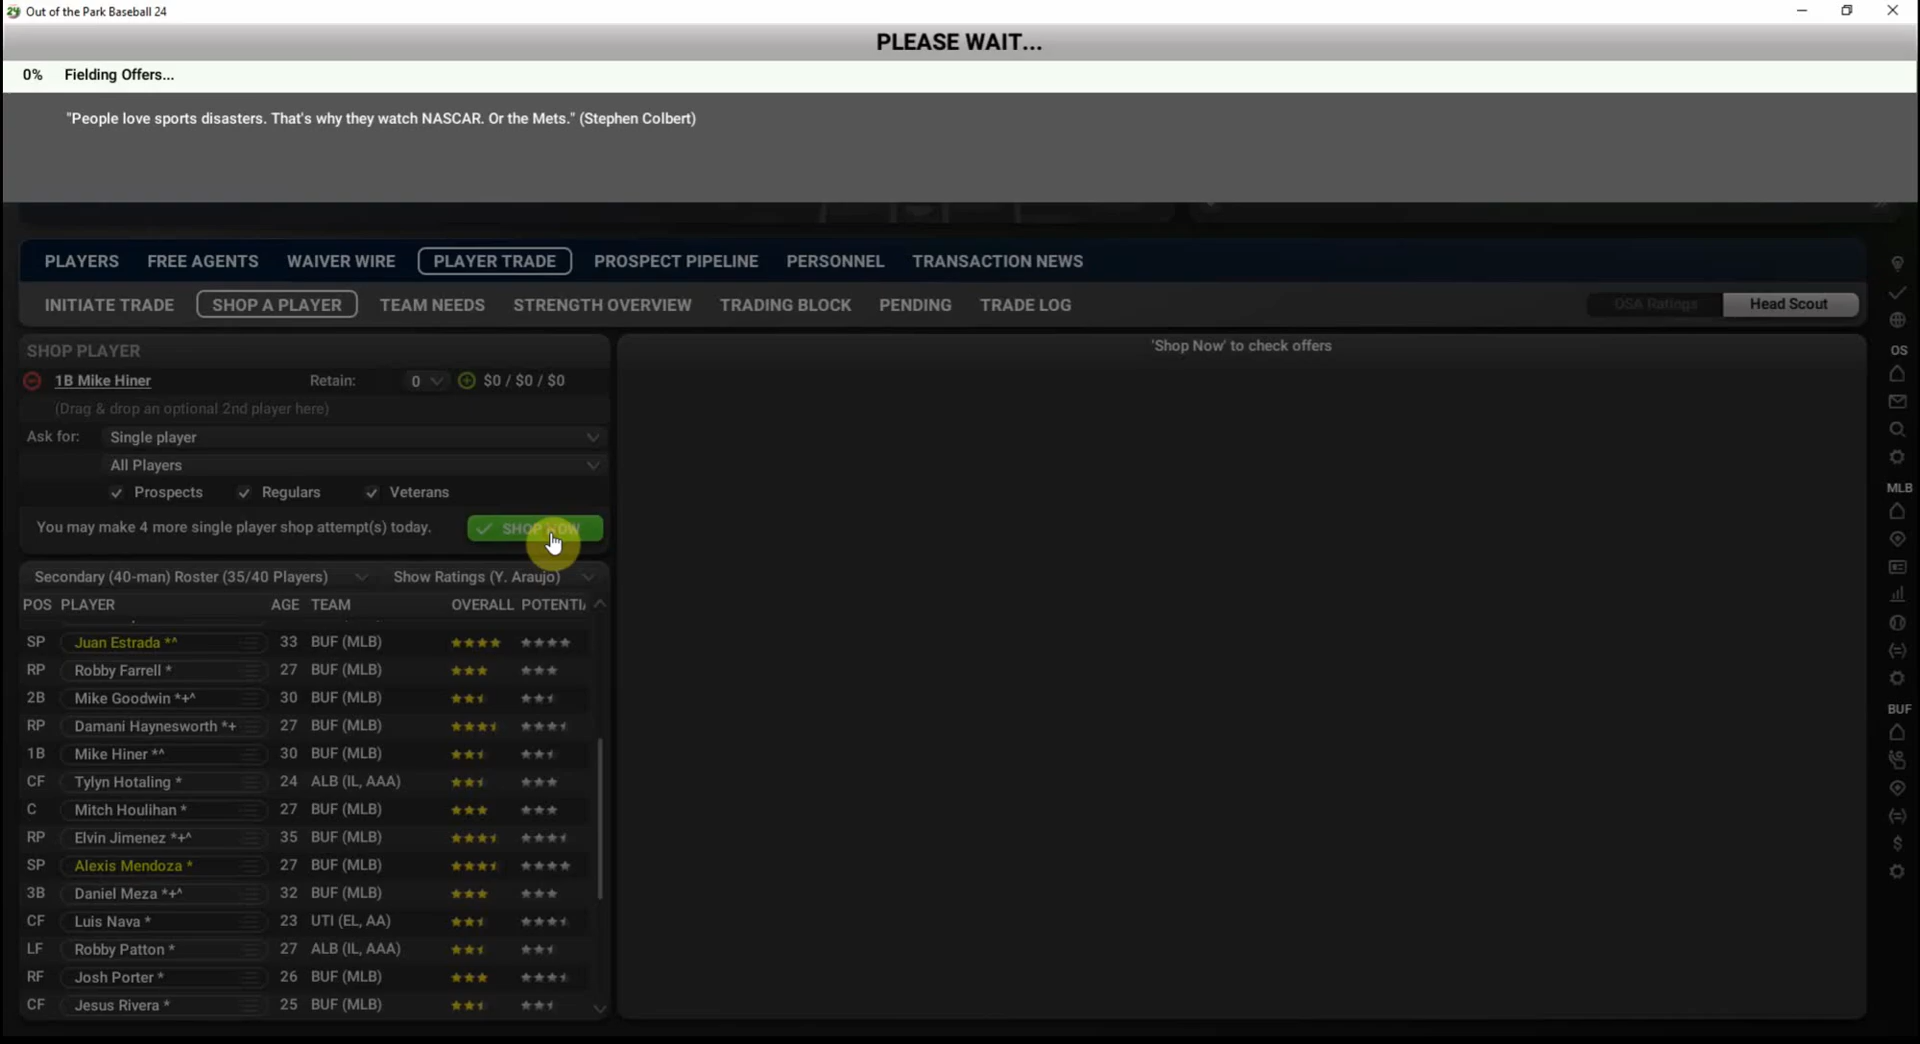 Out of the Park Baseball 24
PLEASE WAIT...
0% Fielding Offers...
"People love sports disasters. That's why they watch NASCAR. Or the Mets." (Stephen Colbert)
PLAYERS FREE AGENTS WAIVER WIRE PLAYER TRADE PROSPECT PIPELINE PERSONNEL TRANSACTION NEWS
INITIATE TRADE SHOP A PLAYER TEAM NEEDS STRENGTH OVERVIEW TRADING BLOCK PENDING TRADE LOG OSA Ratings Head Scout
SHOP PLAYER
'Shop Now' to check offers
1B Mike Hiner Retain: 0 $0 / $0 / $0
(Drag & drop an optional 2nd player here)
Ask for: Single player
All Players
Prospects Regulars Veterans
You may make 4 more single player shop attempt(s) today. SHOP NOW
Secondary (40-man) Roster (35/40 Players) Show Ratings (Y. Araujo)
POS PLAYER AGE TEAM OVERALL POTENTI
SP Juan Estrada *^ 33 BUF (MLB)
RP Robby Farrell * 27 BUF (MLB)
2B Mike Goodwin *+^ 30 BUF (MLB)
RP Damani Haynesworth *+ 27 BUF (MLB)
1B Mike Hiner *^ 30 BUF (MLB)
CF Tylyn Hotaling * 24 ALB (IL, AAA)
C Mitch Houlihan * 27 BUF (MLB)
RP Elvin Jimenez *+^ 35 BUF (MLB)
SP Alexis Mendoza * 27 BUF (MLB)
3B Daniel Meza *+^ 32 BUF (MLB)
CF Luis Nava * 23 UTI (EL, AA)
LF Robby Patton * 27 ALB (IL, AAA)
RF Josh Porter * 26 BUF (MLB)
CF Jesus Rivera * 25 BUF (MLB)
OS
MLB
BUF